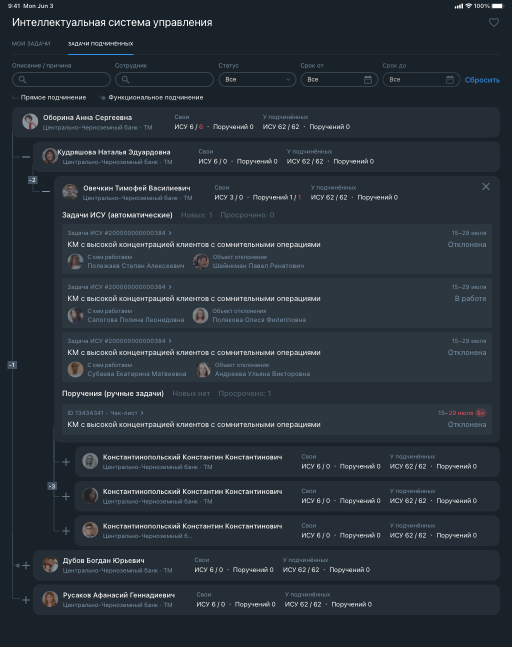 9:41 Mon Jun 3
100%
Интеллектуальная система управления
МОИ ЗАДАЧИ
ЗАДАЧИ ПОДЧИНЁННЫХ
Описание / причина
Сотрудник
Статус
Срок от
Срок до
Все
Все
Все
Сбросить
Прямое подчинение
Функциональное подчинение
Оборина Анна Сергеевна
Центрально-Черноземный банк · ТМ
Свои
ИСУ 6 / 6 · Поручений 0
У подчинённых
ИСУ 62 / 62 · Поручений 0
Кудряшова Наталья Эдуардовна
Центрально-Черноземный банк · ТМ
Свои
ИСУ 6 / 0 · Поручений 0
У подчинённых
ИСУ 62 / 62 · Поручений 0
-2
Овечкин Тимофей Василиевич
Центрально-Черноземный банк · ТМ
Свои
ИСУ 3 / 0 · Поручений 1 / 1
У подчинённых
ИСУ 62 / 62 · Поручений 0
Задачи ИСУ (автоматические) Новых: 1 Просрочено: 0
Задача ИСУ #200000000000384
15–29 июля
КМ с высокой концентрацией клиентов с сомнительными операциями
Отклонена
С кем работаем
Полежаев Степан Алексеевич
Объект отклонения
Шейнкман Павел Ренатович
Задача ИСУ #200000000000384
15–29 июля
КМ с высокой концентрацией клиентов с сомнительными операциями
В работе
С кем работаем
Сапогова Полина Леонидовна
Объект отклонения
Полякова Олеся Филипповна
Задача ИСУ #200000000000384
15–29 июля
КМ с высокой концентрацией клиентов с сомнительными операциями
Отклонена
С кем работаем
Субеева Екатерина Матвеевна
Объект отклонения
Андреева Ульяна Викторовна
-1
Поручения (ручные задачи) Новых нет Просрочено: 1
ID 13434341 · Чек-лист
15–29 июля 9+
КМ с высокой концентрацией клиентов с сомнительными операциями
Отклонена
Константинопольский Константин Константинович
Центрально-Черноземный банк · ТМ
Свои
ИСУ 6 / 0 · Поручений 0
У подчинённых
ИСУ 62 / 62 · Поручений 0
-3
Константинопольский Константин Константинович
Центрально-Черноземный банк · ТМ
Свои
ИСУ 6 / 0 · Поручений 0
У подчинённых
ИСУ 62 / 62 · Поручений 0
Константинопольский Константин Константинович
Центрально-Черноземный б...
Свои
ИСУ 6 / 0 · Поручений 0
У подчинённых
ИСУ 62 / 62 · Поручений 0
Дубов Богдан Юрьевич
Центрально-Черноземный банк · ТМ
Свои
ИСУ 6 / 0 · Поручений 0
У подчинённых
ИСУ 62 / 62 · Поручений 0
Русаков Афанасий Геннадиевич
Центрально-Черноземный банк · ТМ
Свои
ИСУ 6 / 0 · Поручений 0
У подчинённых
ИСУ 62 / 62 · Поручений 0